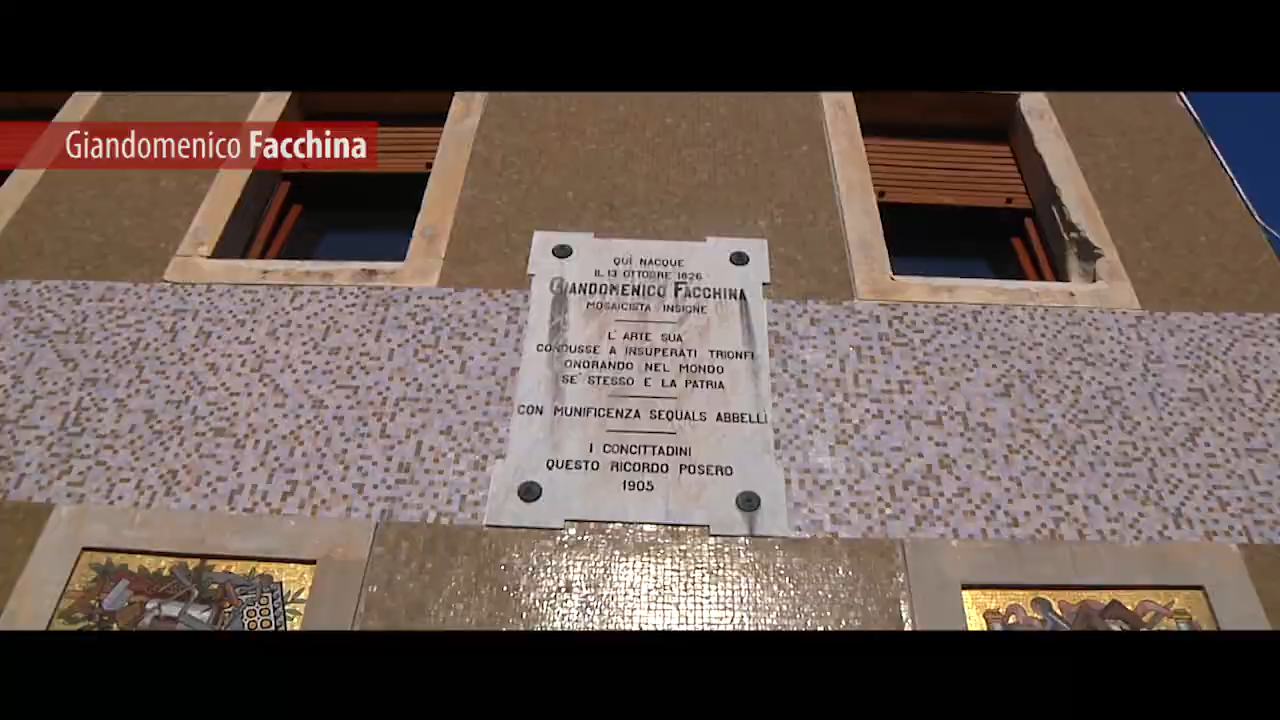 Giandomenico Facchina
QUI NACQUE
IL 13 OTTOBRE 1826
GIANDOMENICO FACCHINA
MOSAICISTA INSIGNE
L'ARTE SUA
CONDUSSE A INSUPERATI TRIONFI
ONORANDO NEL MONDO
SE' STESSO E LA PATRIA
CON MUNIFICENZA SEQUALS ABBELLÌ
I CONCITTADINI
QUESTO RICORDO POSERO
1905